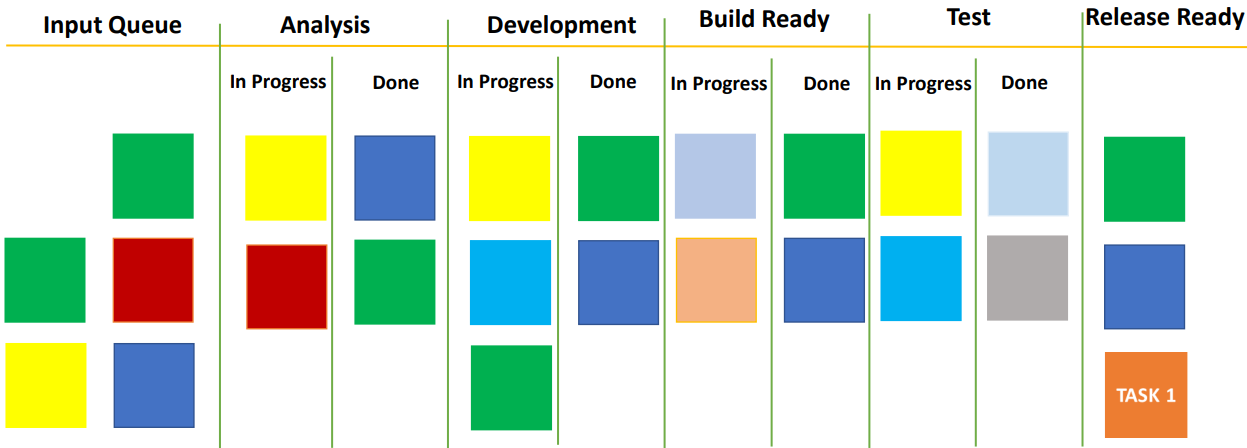 Input Queue
Analysis
Development
Build Ready
Test
Release Ready
In Progress
Done
In Progress
Done
In Progress
Done
In Progress
Done
TASK 1